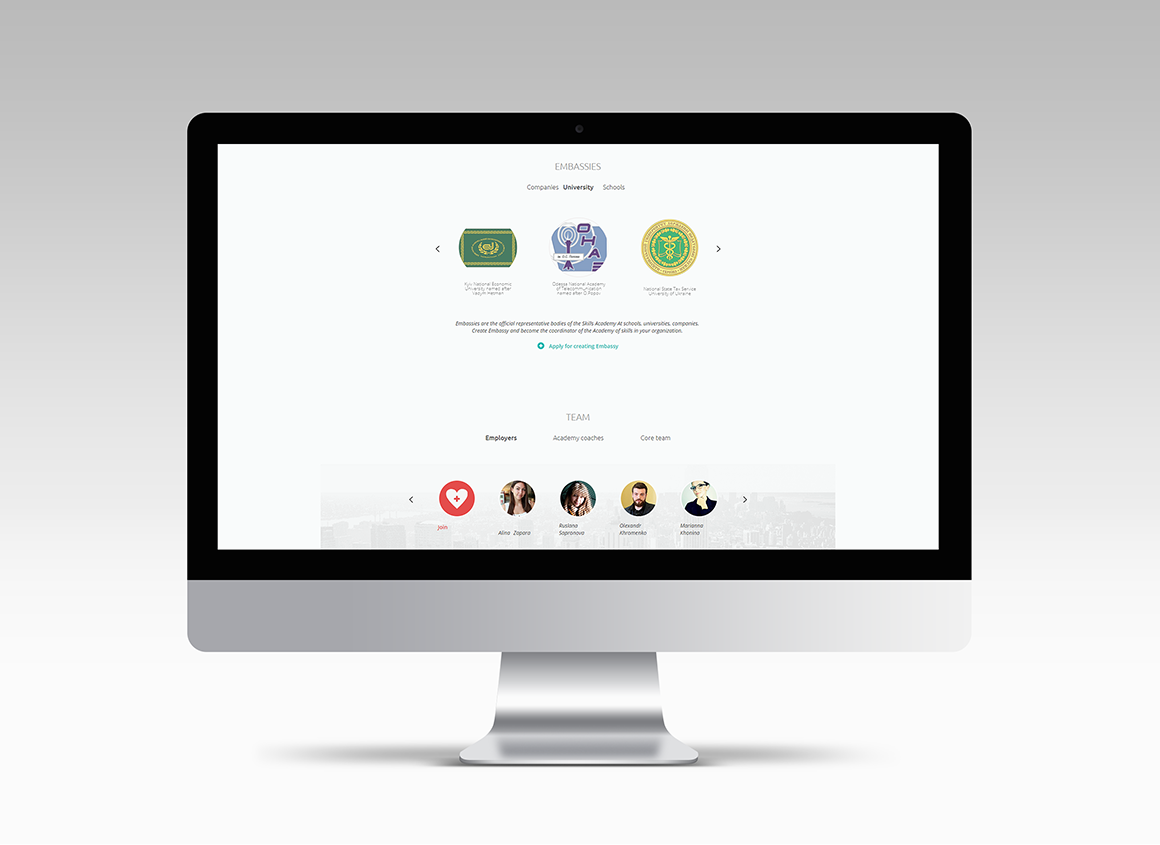 EMBASSIES
Companies University Schools
ОНАЗ
Kyiv National Economic
University named after
Vadym Hetman
Odessa National Academy
of Telecommunication
named after O.Popov
National State Tax Service
University of Ukraine
Embassies are the official representative bodies of the Skills Academy At schools, universities, companies.
Create Embassy and become the coordinator of the Academy of skills in your organization.
Apply for creating Embassy
TEAM
Employers Academy coaches Core team
Join
Alina Zapara
Ruslana
Sapronova
Olexandr
Khromenko
Marianna
Khonina